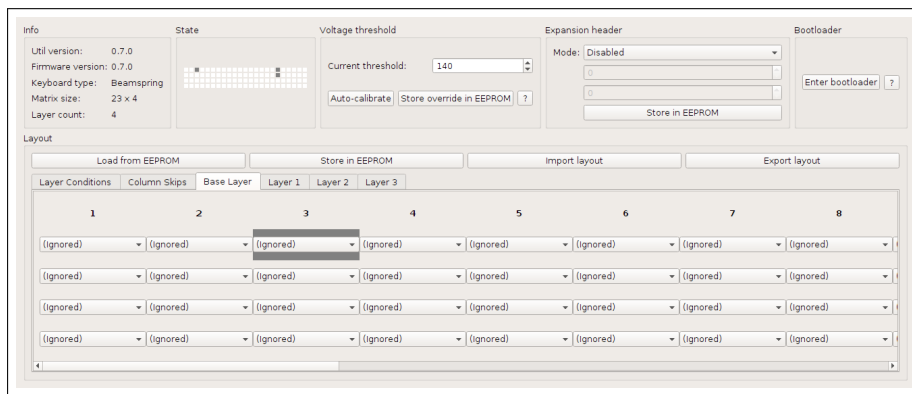 Info
State
Voltage threshold
Expansion header
Bootloader
Util version: 0.7.0
Firmware version: 0.7.0
Keyboard type: Beamspring
Matrix size: 23 x 4
Layer count: 4
Current threshold: 140
Auto-calibrate Store override in EEPROM ?
Mode: Disabled
0
0
Store in EEPROM
Enter bootloader ?
Layout
Load from EEPROM Store in EEPROM Import layout Export layout
Layer Conditions Column Skips Base Layer Layer 1 Layer 2 Layer 3
1 2 3 4 5 6 7 8
(Ignored) (Ignored) (Ignored) (Ignored) (Ignored) (Ignored) (Ignored) (Ignored)
(Ignored) (Ignored) (Ignored) (Ignored) (Ignored) (Ignored) (Ignored) (Ignored)
(Ignored) (Ignored) (Ignored) (Ignored) (Ignored) (Ignored) (Ignored) (Ignored)
(Ignored) (Ignored) (Ignored) (Ignored) (Ignored) (Ignored) (Ignored) (Ignored)